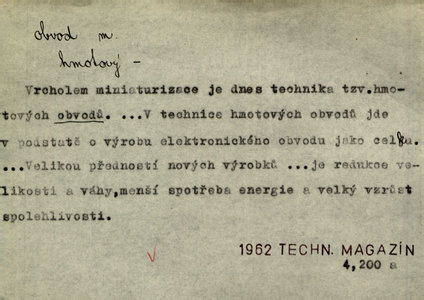 obvod m.
hmotový –
Vrcholem miniaturizace je dnes technika tzv.hmo-
tových obvodů. ...V technice hmotových obvodů jde
v podstatě o výrobu elektronického obvodu jako celku.
...Velikou předností nových výrobků ...je redukce ve-
likosti a váhy,menší spotřeba energie a velký vzrůst
spolehlivosti.
1962 TECHN. MAGAZÍN
4,200 a